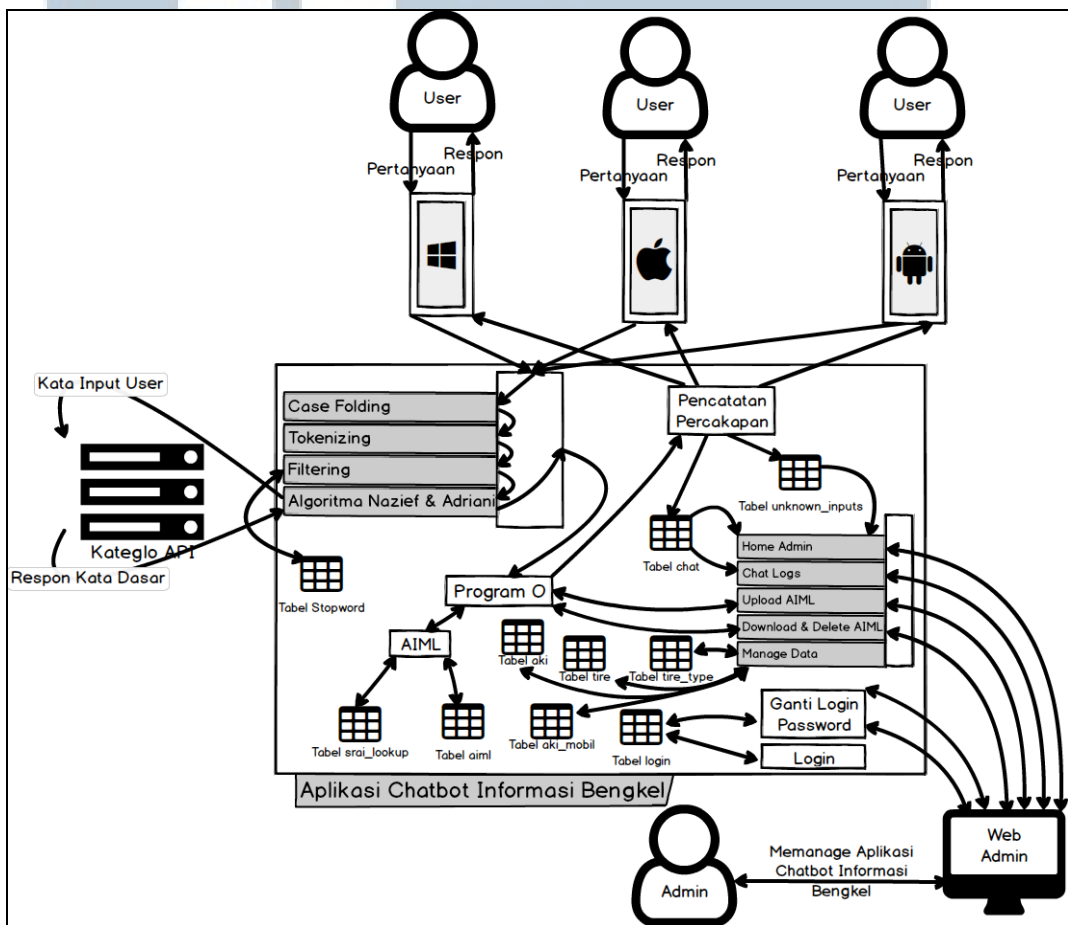 User
User
User
Pertanyaan
Respon
Pertanyaan
Respon
Pertanyaan
Respon
Kata Input User
Kateglo API
Respon Kata Dasar
Case Folding
Tokenizing
Filtering
Algoritma Nazief & Adriani
Tabel Stopword
Pencatatan
Percakapan
Tabel unknown_inputs
Tabel chat
Home Admin
Chat Logs
Upload AIML
Download & Delete AIML
Manage Data
Program O
AIML
Tabel aki
Tabel tire
Tabel tire_type
Tabel srai_lookup
Tabel aiml
Tabel aki_mobil
Tabel login
Ganti Login
Password
Login
Aplikasi Chatbot Informasi Bengkel
Admin
Memanage Aplikasi
Chatbot Informasi
Bengkel
Web
Admin